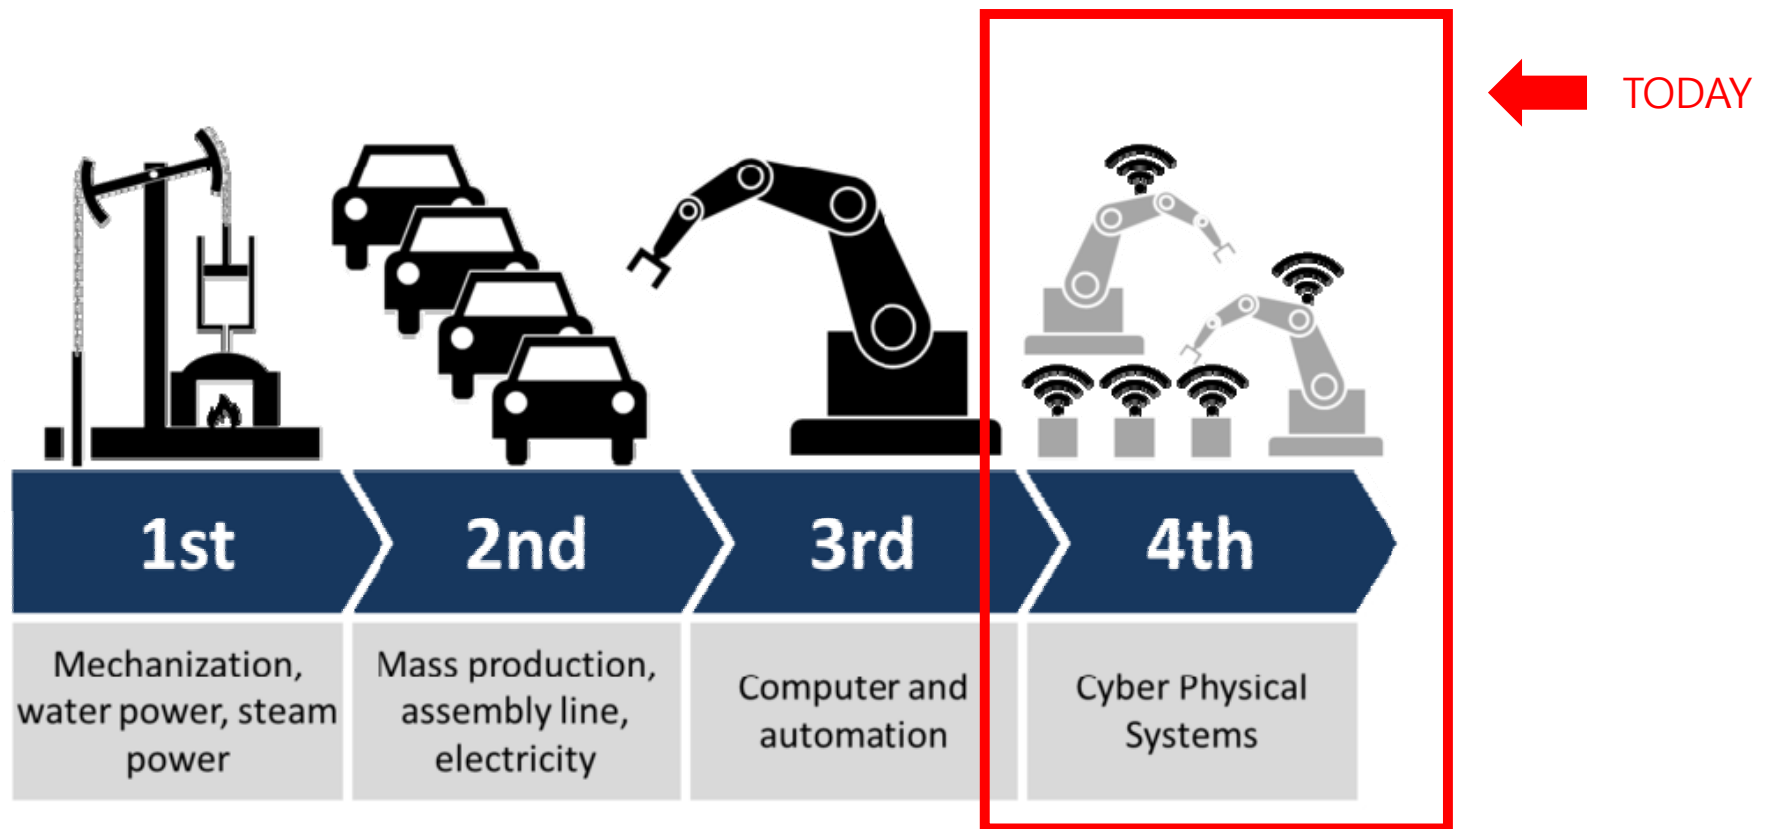 TODAY
1st
2nd
3rd
4th
Mechanization,
water power, steam
power
Mass production,
assembly line,
electricity
Computer and
automation
Cyber Physical
Systems